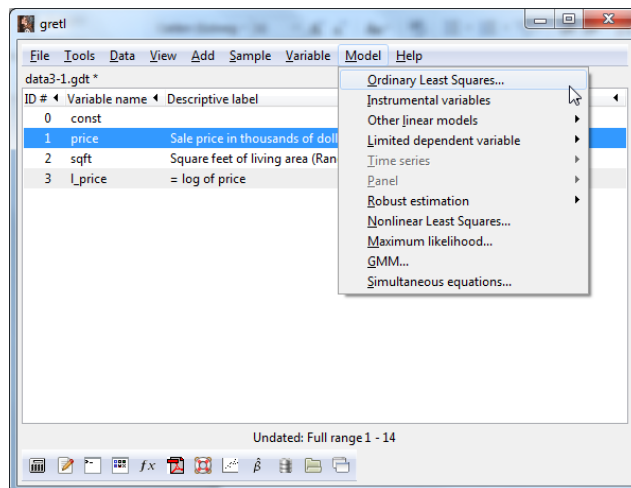 gretl
File Tools Data View Add Sample Variable Model Help
data3-1.gdt *
ID # Variable name Descriptive label
0 const
1 price Sale price in thousands of doll
2 sqft Square feet of living area (Ran
3 l_price = log of price
Ordinary Least Squares...
Instrumental variables
Other linear models
Limited dependent variable
Time series
Panel
Robust estimation
Nonlinear Least Squares...
Maximum likelihood...
GMM...
Simultaneous equations...
Undated: Full range 1 - 14
fx β̂